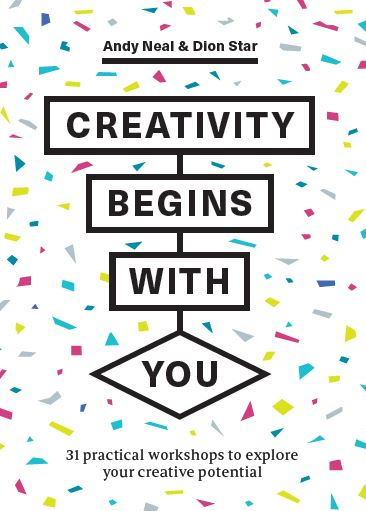 Andy Neal & Dion Star
CREATIVITY
BEGINS
WITH
YOU
31 practical workshops to explore
your creative potential